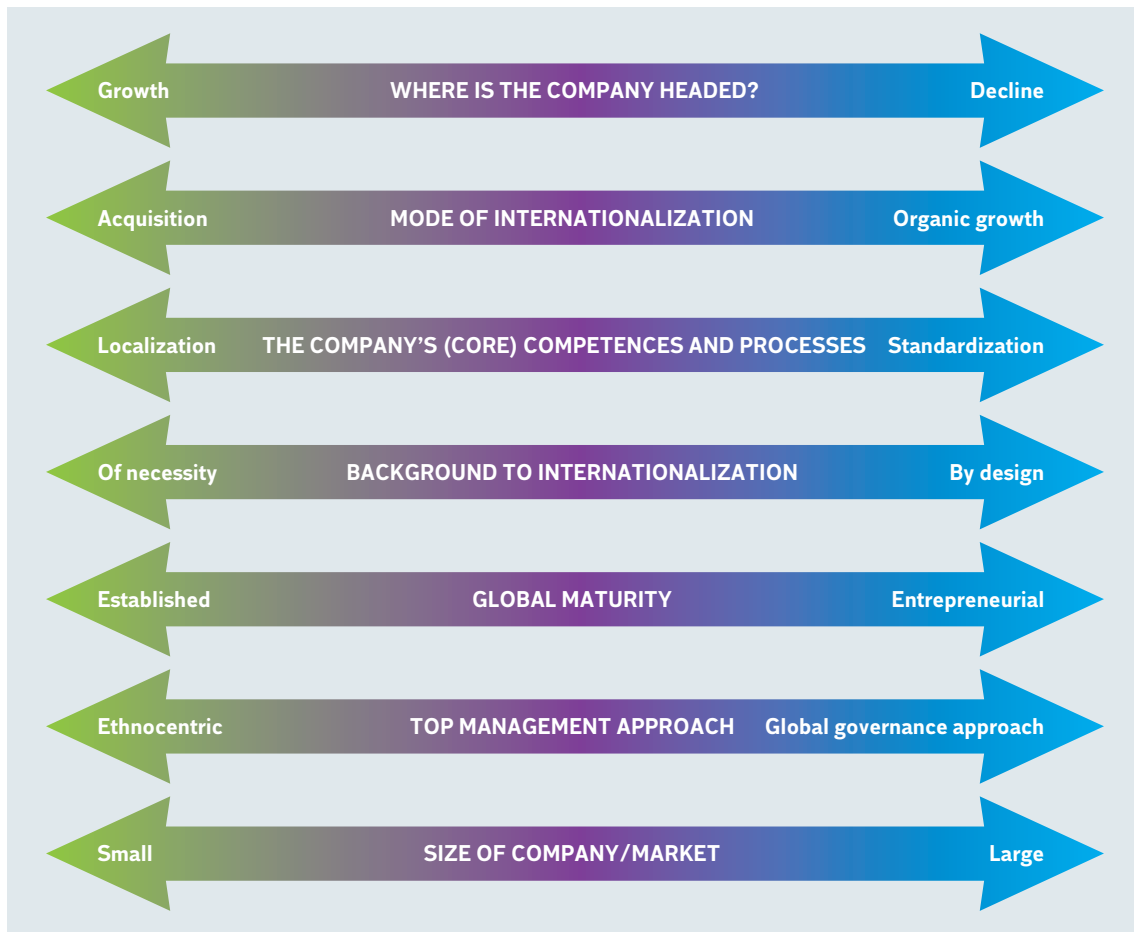 Growth WHERE IS THE COMPANY HEADED? Decline
Acquisition MODE OF INTERNATIONALIZATION Organic growth
Localization THE COMPANY’S (CORE) COMPETENCES AND PROCESSES Standardization
Of necessity BACKGROUND TO INTERNATIONALIZATION By design
Established GLOBAL MATURITY Entrepreneurial
Ethnocentric TOP MANAGEMENT APPROACH Global governance approach
Small SIZE OF COMPANY/MARKET Large